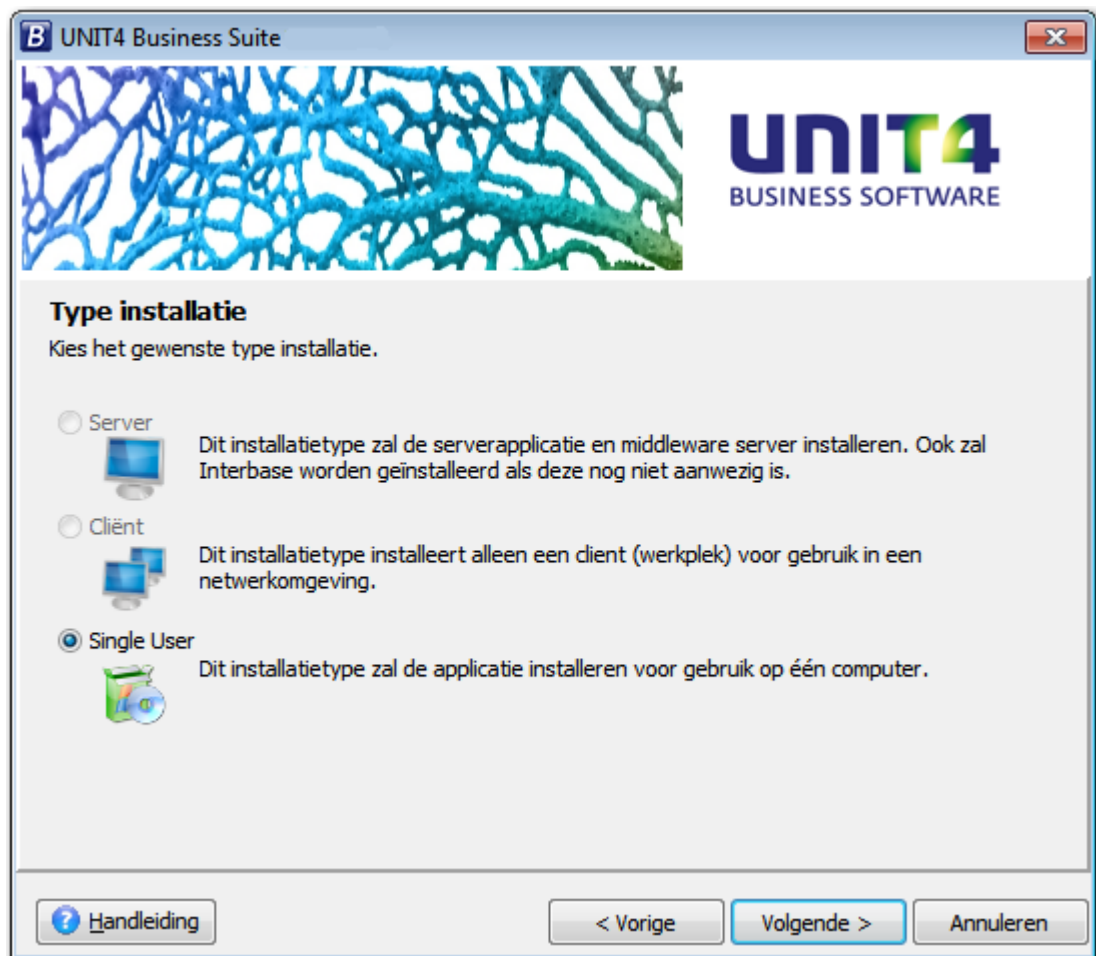 B UNIT4 Business Suite
UNIT4
BUSINESS SOFTWARE
Type installatie
Kies het gewenste type installatie.
Server
Dit installatietype zal de serverapplicatie en middleware server installeren. Ook zal
Interbase worden geïnstalleerd als deze nog niet aanwezig is.
Cliënt
Dit installatietype installeert alleen een client (werkplek) voor gebruik in een
netwerkomgeving.
Single User
Dit installatietype zal de applicatie installeren voor gebruik op één computer.
? Handleiding
< Vorige
Volgende >
Annuleren